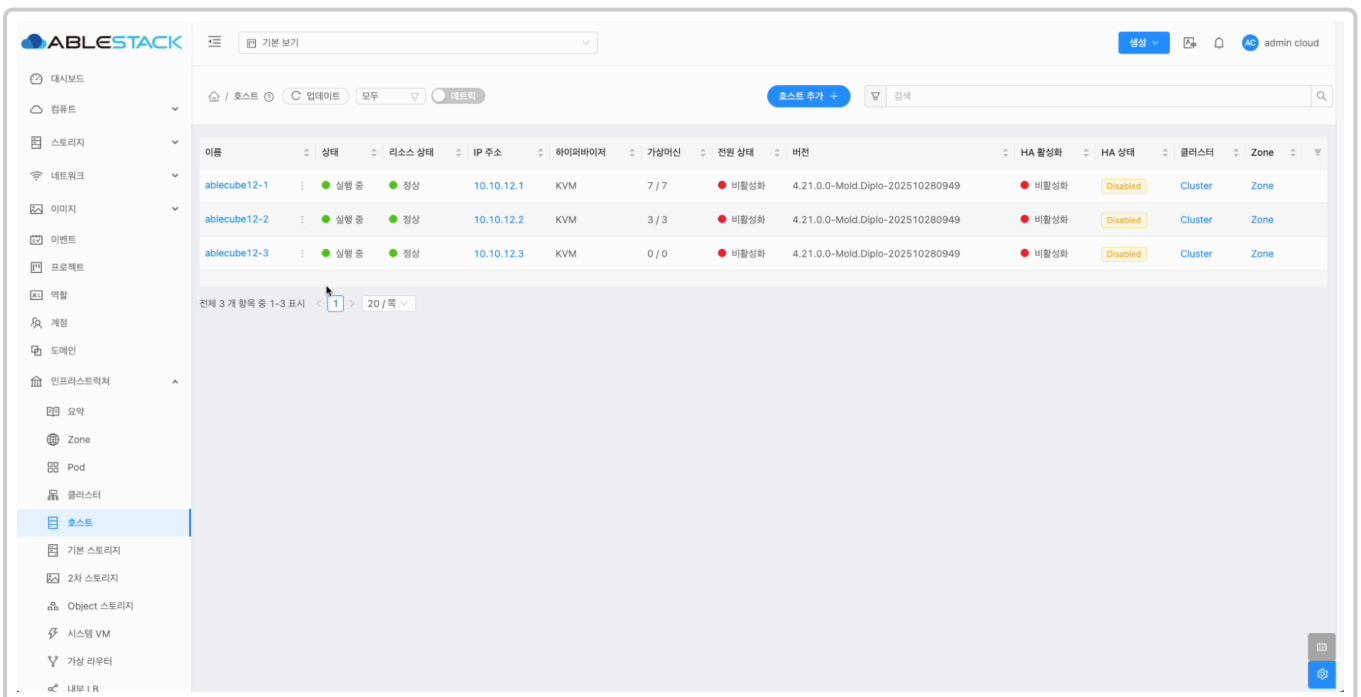 ABLESTACK
기본 보기
생성
AC admin cloud
대시보드
컴퓨트
스토리지
네트워크
이미지
이벤트
프로젝트
역할
계정
도메인
인프라스트럭쳐
요약
Zone
Pod
클러스터
호스트
기본 스토리지
2차 스토리지
Object 스토리지
시스템 VM
가상 라우터
내부 LB
/ 호스트 업데이트 모두 메트릭 호스트 추가 + 검색
이름 상태 리소스 상태 IP 주소 하이퍼바이저 가상머신 전원 상태 버전 HA 활성화 HA 상태 클러스터 Zone
ablecube12-1 실행 중 정상 10.10.12.1 KVM 7 / 7 비활성화 4.21.0.0-Mold.Diplo-202510280949 비활성화 Disabled Cluster Zone
ablecube12-2 실행 중 정상 10.10.12.2 KVM 3 / 3 비활성화 4.21.0.0-Mold.Diplo-202510280949 비활성화 Disabled Cluster Zone
ablecube12-3 실행 중 정상 10.10.12.3 KVM 0 / 0 비활성화 4.21.0.0-Mold.Diplo-202510280949 비활성화 Disabled Cluster Zone
전체 3 개 항목 중 1-3 표시 < 1 > 20 / 쪽